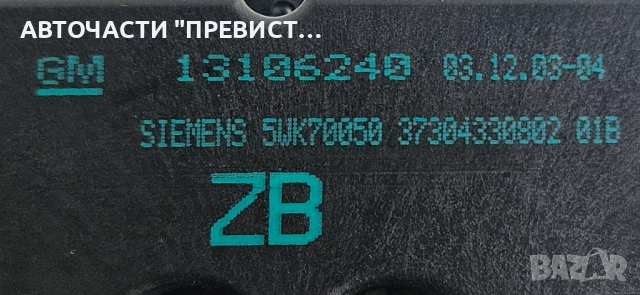 АВТОЧАСТИ "ПРЕВИСТ...
GM 13106240 03.12.03-04
SIEMENS 5WK70050 37304330802 01B
ZB
BAZAR